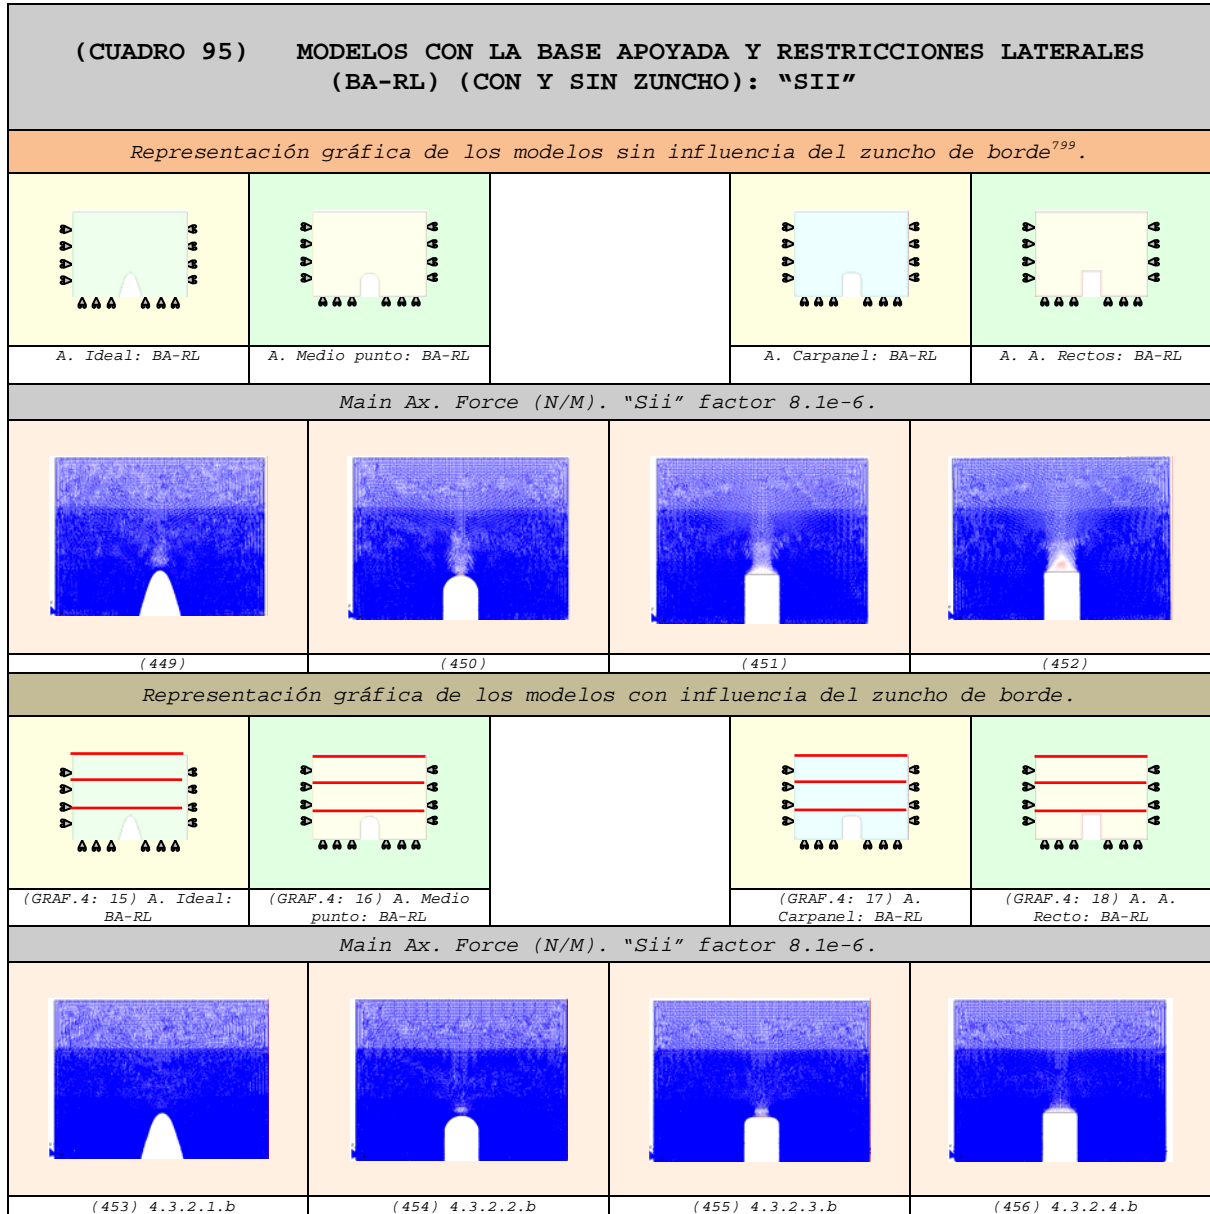 (CUADRO 95) MODELOS CON LA BASE APOYADA Y RESTRICCIONES LATERALES
(BA-RL) (CON Y SIN ZUNCHO): “SII”
Representación gráfica de los modelos sin influencia del zuncho de borde799.
A. Ideal: BA-RL
A. Medio punto: BA-RL
A. Carpanel: BA-RL
A. A. Rectos: BA-RL
Main Ax. Force (N/M). “Sii” factor 8.1e-6.
(449)
(450)
(451)
(452)
Representación gráfica de los modelos con influencia del zuncho de borde.
(GRAF.4: 15) A. Ideal:
BA-RL
(GRAF.4: 16) A. Medio
punto: BA-RL
(GRAF.4: 17) A.
Carpanel: BA-RL
(GRAF.4: 18) A. A.
Recto: BA-RL
Main Ax. Force (N/M). “Sii” factor 8.1e-6.
(453) 4.3.2.1.b
(454) 4.3.2.2.b
(455) 4.3.2.3.b
(456) 4.3.2.4.b